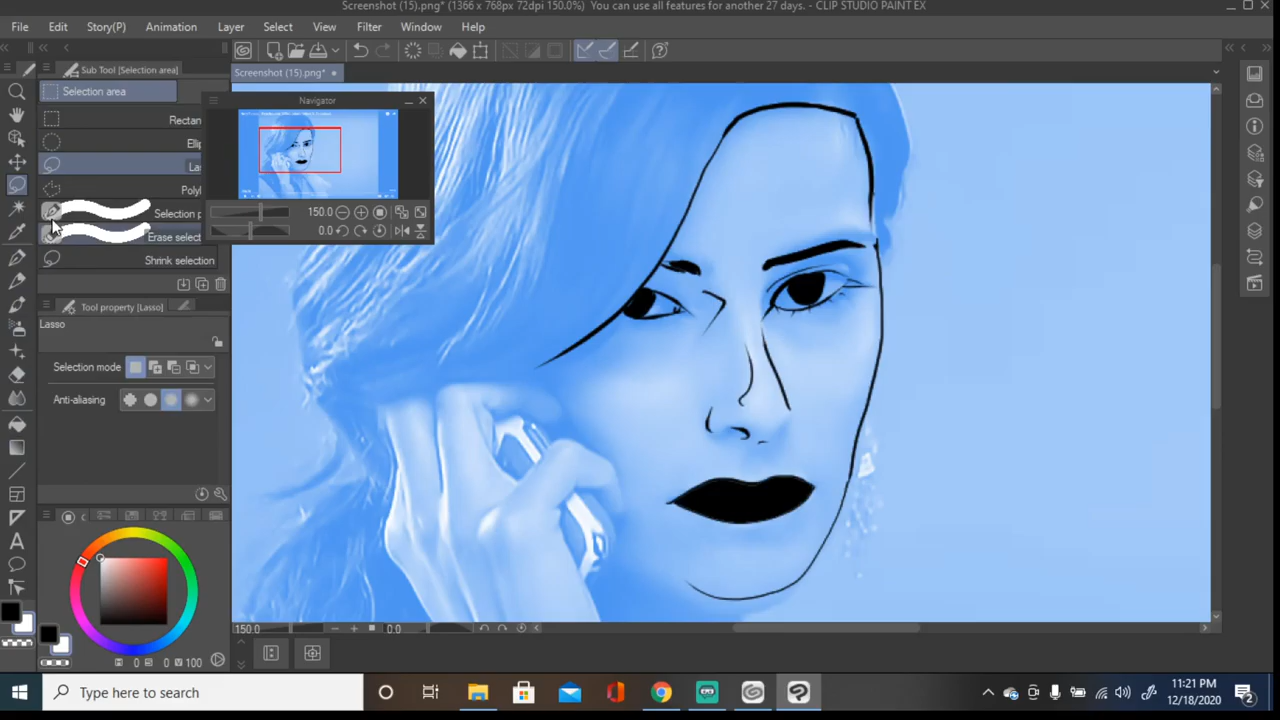 Screenshot (15).png* (1366 x 768px 72dpi 150.0%) You can use all features for another 27 days. - CLIP STUDIO PAINT EX
File Edit Story(P) Animation Layer Select View Filter Window Help
Sub Tool [Selection area]
Screenshot (15).png*
Selection area
Navigator
Rectan
Elli
Las
Polyl
Selection p
Erase select
Shrink selection
150.0
0.0
Tool property [Lasso]
Lasso
Selection mode
Anti-aliasing
H 0 S 0 V 100
150.0 0.0
Type here to search
11:21 PM
12/18/2020
2